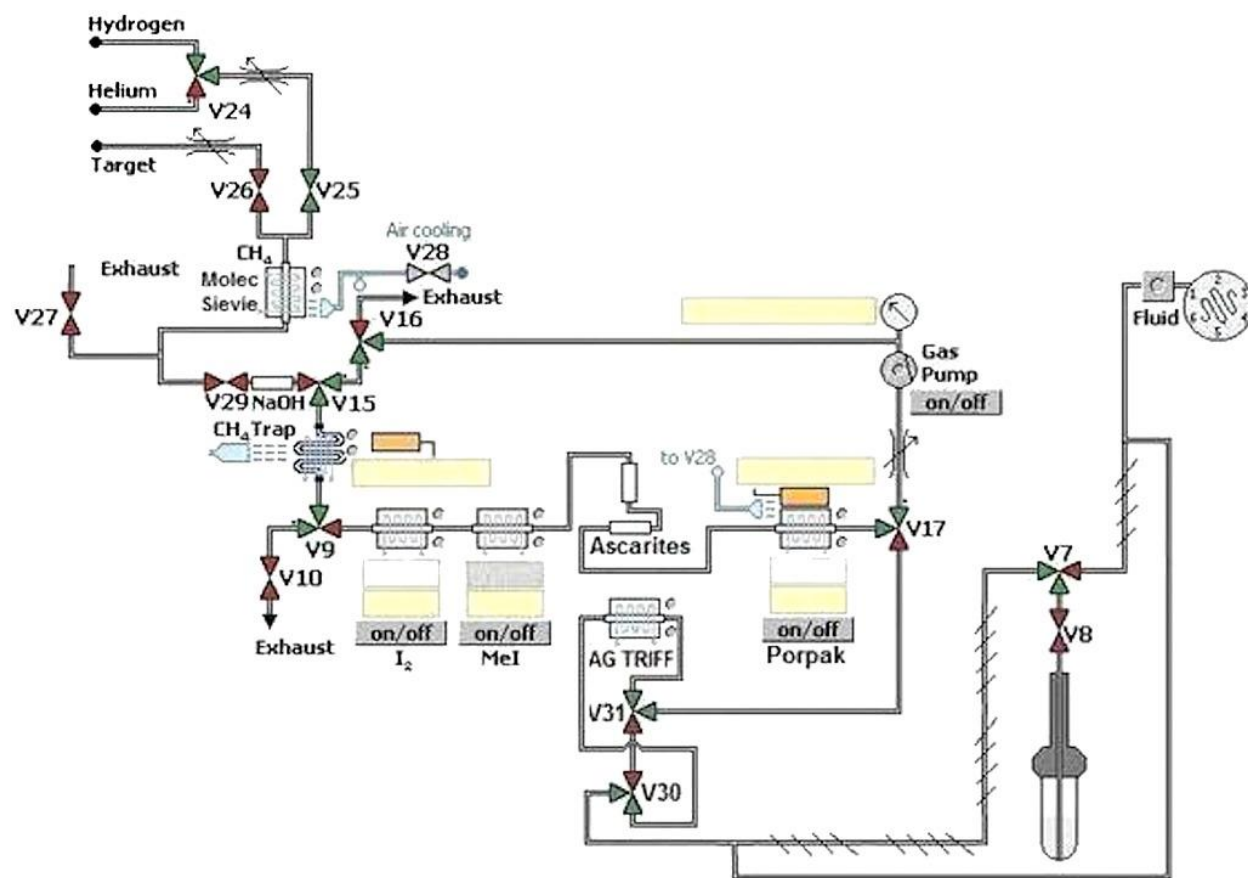 Hydrogen
Helium
V24
Target
V26
V25
Air cooling
CH₄
V28
Exhaust
Molec
Sievie
Exhaust
V27
V16
Fluid
Gas
Pump
on/off
V29
NaOH
V15
CH₄ Trap
to V28
V9
Ascarites
V17
V10
V7
on/off
on/off
on/off
V8
Exhaust
I₂
MeI
AG TRIFF
Porpak
V31
V30